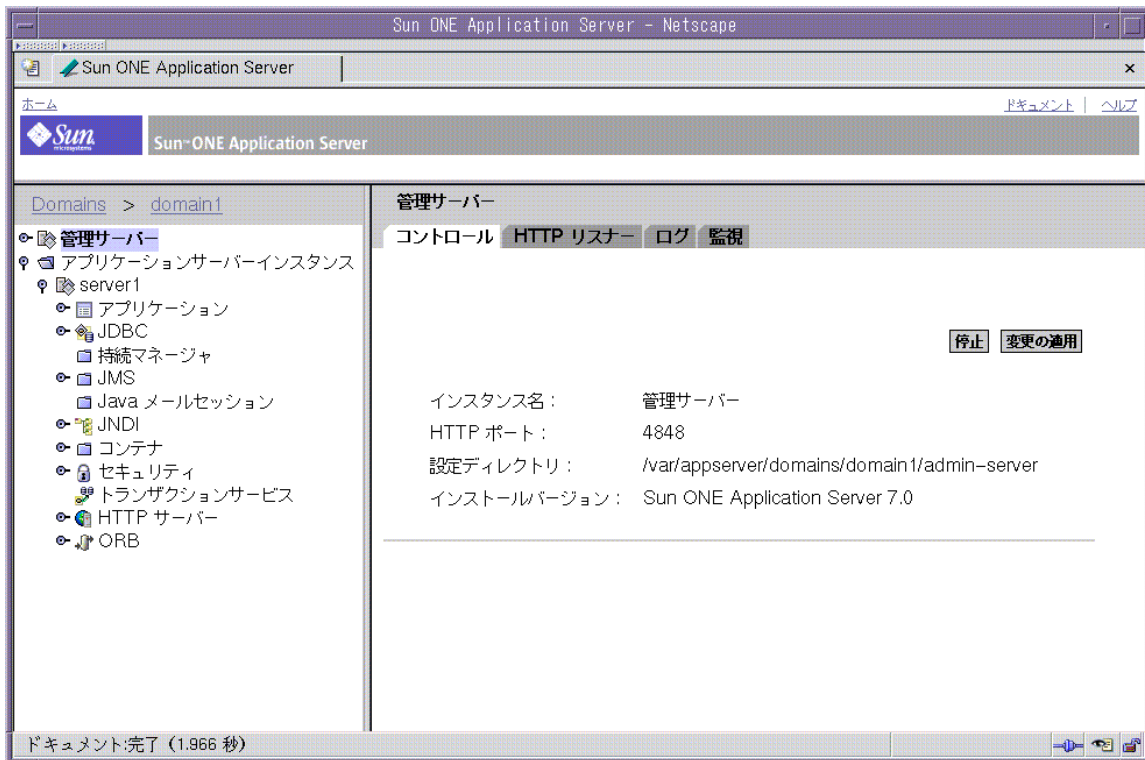 Sun ONE Application Server - Netscape
Sun ONE Application Server
ホーム
ドキュメント | ヘルプ
Sun microsystems
Sun™ ONE Application Server
Domains > domain1
管理サーバー
アプリケーションサーバーインスタンス
server1
アプリケーション
JDBC
持続マネージャ
JMS
Java メールセッション
JNDI
コンテナ
セキュリティ
トランザクションサービス
HTTP サーバー
ORB
管理サーバー
コントロール HTTP リスナー ログ 監視
停止 変更の適用
インスタンス名： 管理サーバー
HTTP ポート： 4848
設定ディレクトリ： /var/appserver/domains/domain1/admin-server
インストールバージョン： Sun ONE Application Server 7.0
ドキュメント:完了 (1.966 秒)